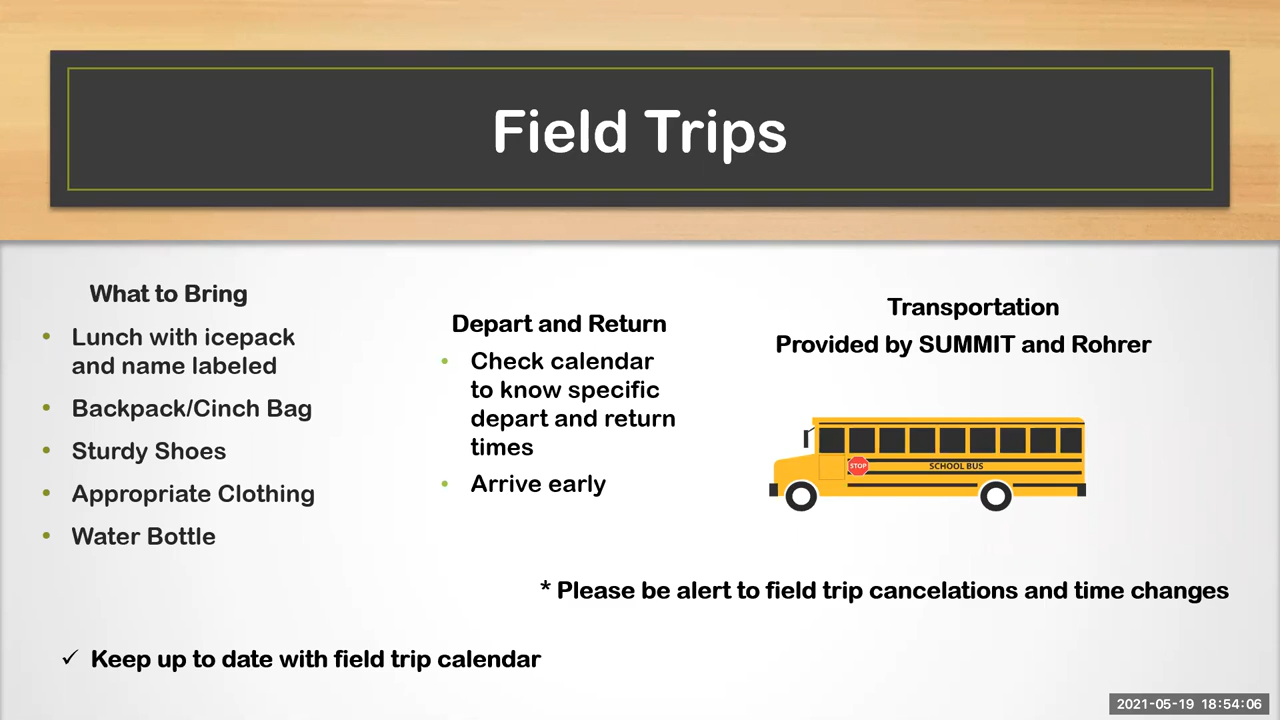 Field Trips
What to Bring
• Lunch with icepack
and name labeled
• Backpack/Cinch Bag
• Sturdy Shoes
• Appropriate Clothing
• Water Bottle
Depart and Return
• Check calendar
to know specific
depart and return
times
• Arrive early
Transportation
Provided by SUMMIT and Rohrer
STOP
SCHOOL BUS
* Please be alert to field trip cancelations and time changes
✓ Keep up to date with field trip calendar
2021-05-19 18:54:06